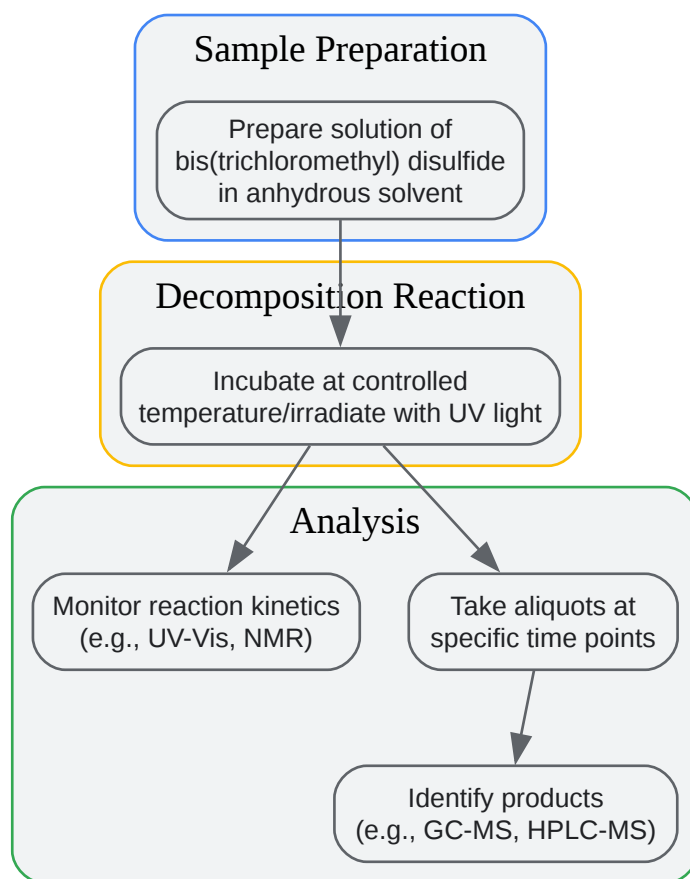 Sample Preparation
Prepare solution of
bis(trichloromethyl) disulfide
in anhydrous solvent
Decomposition Reaction
Incubate at controlled
temperature/irradiate with UV light
Analysis
Monitor reaction kinetics
(e.g., UV-Vis, NMR)
Take aliquots at
specific time points
Identify products
(e.g., GC-MS, HPLC-MS)